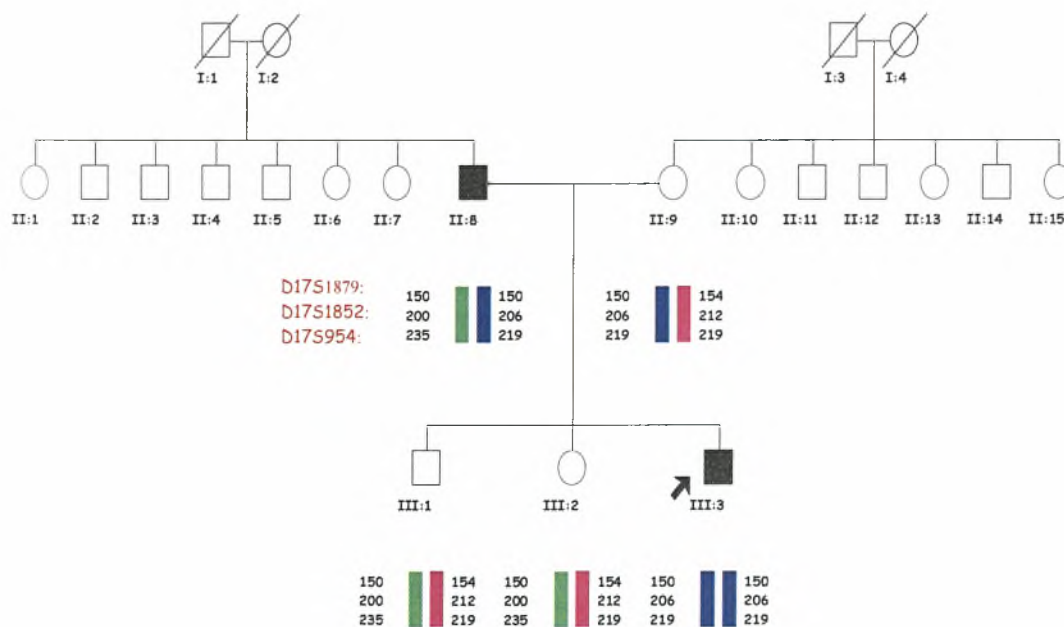 I:1 I:2 I:3 I:4
II:1 II:2 II:3 II:4 II:5 II:6 II:7 II:8 II:9 II:10 II:11 II:12 II:13 II:14 II:15
D17S1879: 150 150 150 154
D17S1852: 200 206 206 212
D17S954: 235 219 219 219
III:1 III:2 III:3
150 154 150 154 150 150
200 212 200 212 206 206
235 219 235 219 219 219